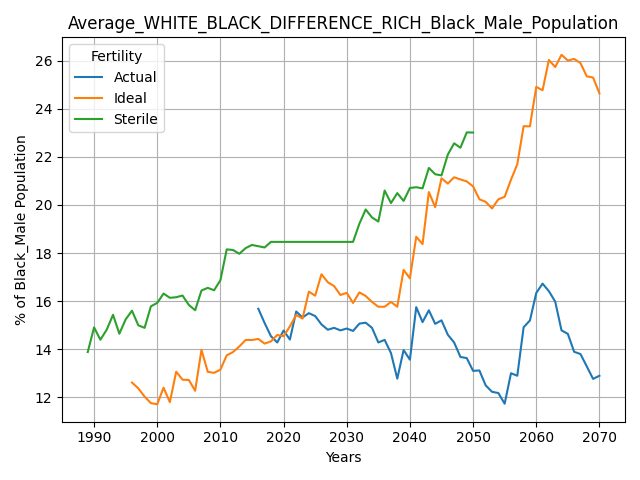 Average_WHITE_BLACK_DIFFERENCE_RICH_Black_Male_Population
Fertility
Actual
Ideal
Sterile
% of Black_Male Population
26
24
22
20
18
16
14
12
1990
2000
2010
2020
2030
2040
2050
2060
2070
Years